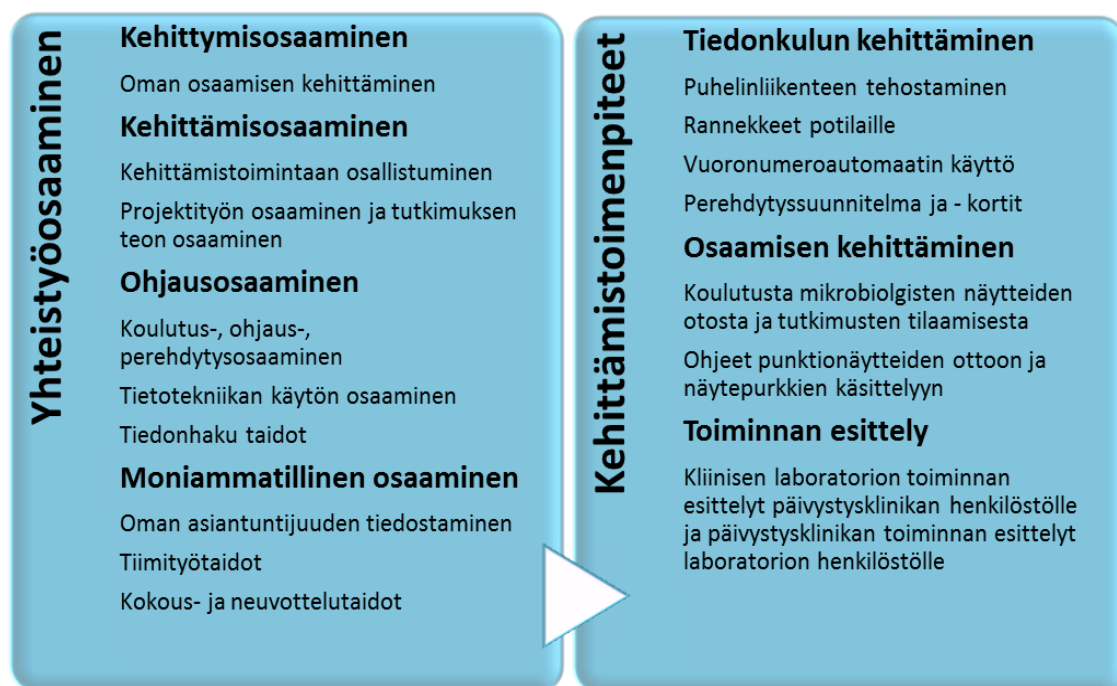 Yhteistyöosaaminen
Kehittymisosaaminen
Oman osaamisen kehittäminen
Kehittämisosaaminen
Kehittämistoimintaan osallistuminen
Projektityön osaaminen ja tutkimuksen
teon osaaminen
Ohjausosaaminen
Koulutus-, ohjaus-,
perehdytysosaaminen
Tietotekniikan käytön osaaminen
Tiedonhaku taidot
Moniammatillinen osaaminen
Oman asiantuntijuuden tiedostaminen
Tiimityötaidot
Kokous- ja neuvottelutaidot
Kehittämistoimenpiteet
Tiedonkulun kehittäminen
Puhelinliikenteen tehostaminen
Rannekkeet potilaille
Vuoronumeroautomaatin käyttö
Perehdytyssuunnitelma ja - kortit
Osaamisen kehittäminen
Koulutusta mikrobiolgisten näytteiden
otosta ja tutkimusten tilaamisesta
Ohjeet punktionäytteiden ottoon ja
näytepurkkien käsittelyyn
Toiminnan esittely
Kliinisen laboratorion toiminnan
esittelyt päivystysklinikan henkilöstölle
ja päivystysklinikan toiminnan esittelyt
laboratorion henkilöstölle